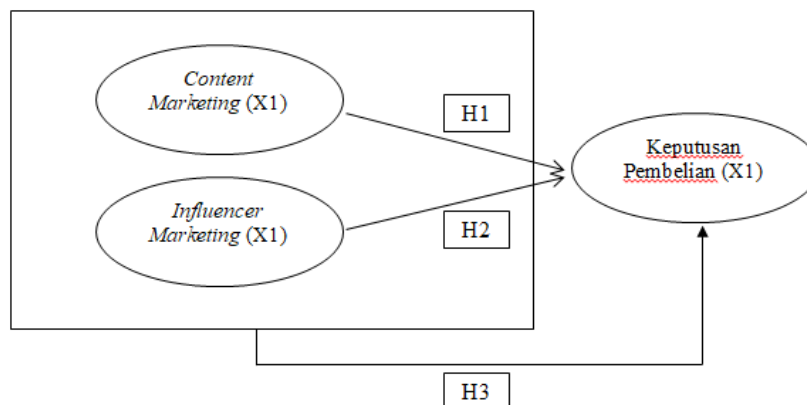 Content
Marketing (X1)
H1
Keputusan
Pembelian (X1)
Influencer
Marketing (X1)
H2
H3